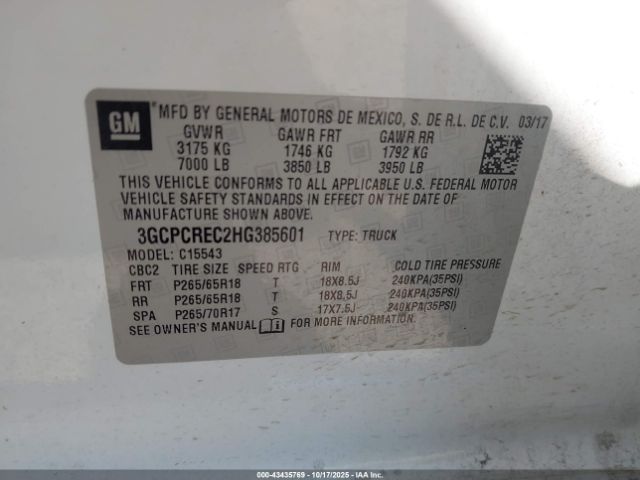 GM
MFD BY GENERAL MOTORS DE MEXICO, S. DE R.L. DE C.V. 03/17
GVWR GAWR FRT GAWR RR
3175 KG 1746 KG 1792 KG
7000 LB 3850 LB 3950 LB
THIS VEHICLE CONFORMS TO ALL APPLICABLE U.S. FEDERAL MOTOR
VEHICLE SAFETY STANDARDS IN EFFECT ON THE DATE OF
MANUFACTURE SHOWN ABOVE.
3GCPCREC2HG385601 TYPE: TRUCK
MODEL: C15543
CBC2 TIRE SIZE SPEED RTG RIM COLD TIRE PRESSURE
FRT P265/65R18 T 18X8.5J 240KPA(35PSI)
RR P265/65R18 T 18X8.5J 240KPA(35PSI)
SPA P265/70R17 S 17X7.5J 240KPA(35PSI)
SEE OWNER'S MANUAL FOR MORE INFORMATION.
000-43435769 - 10/17/2025 - IAAI.COM